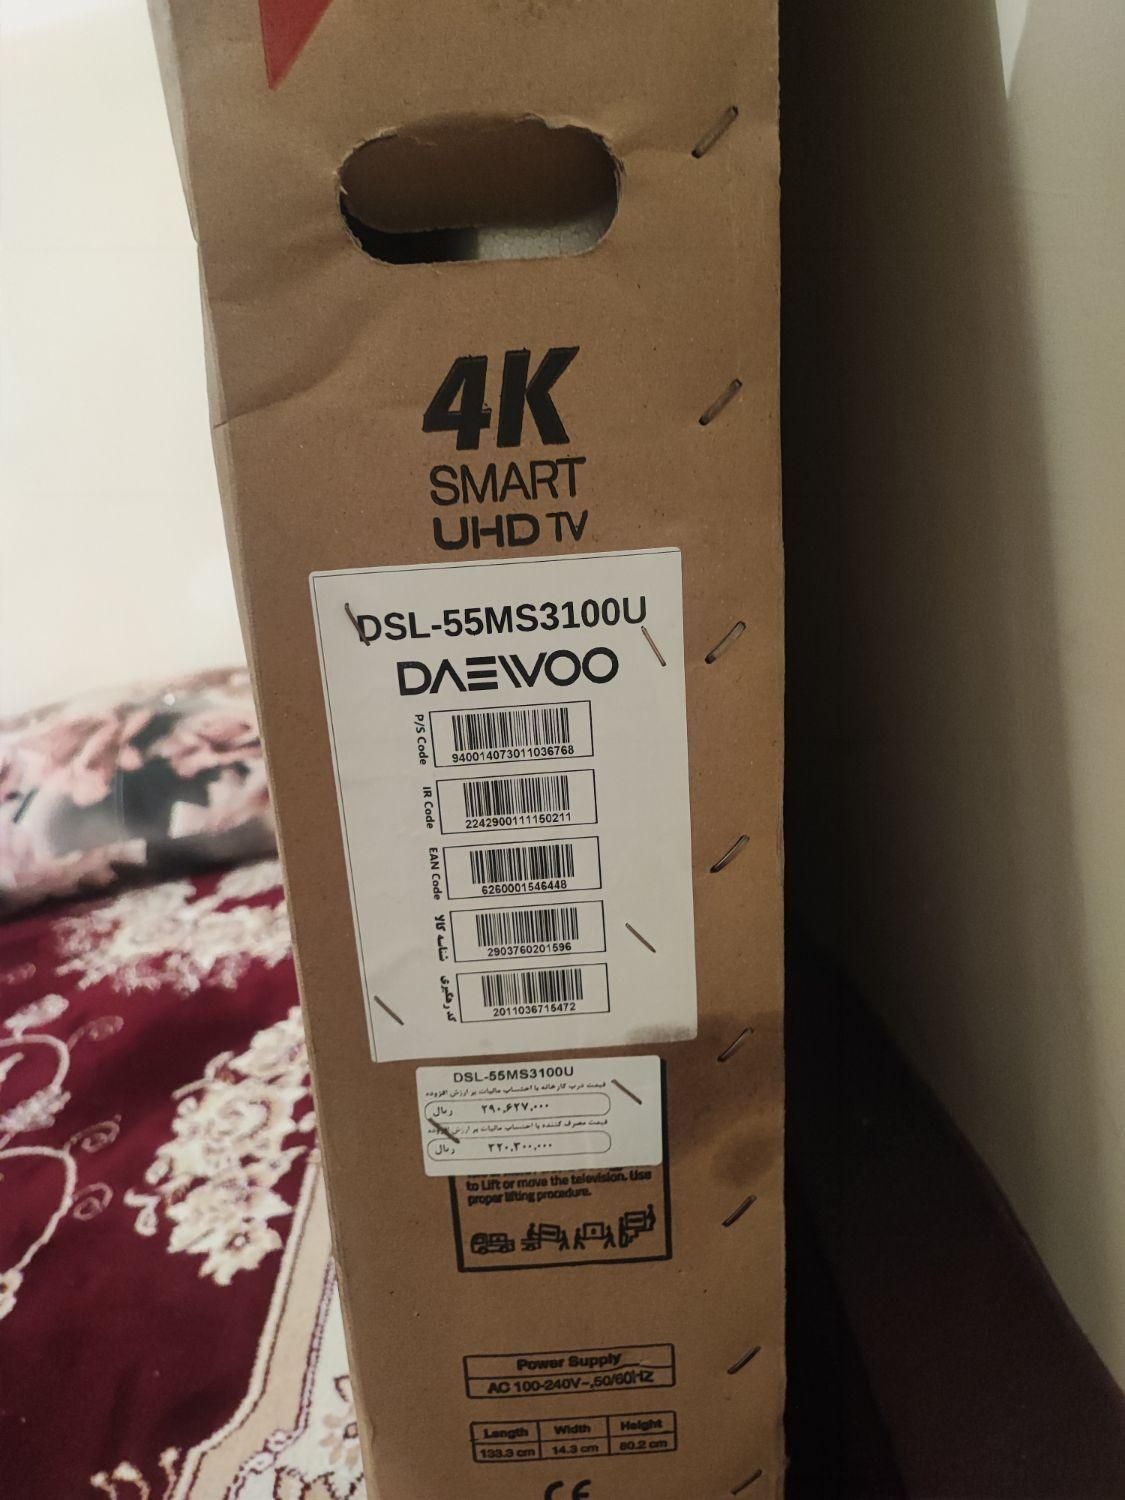 4K
SMART
UHD TV
DSL-55MS3100U
DAEWOO
P/S Code
940014073011036768
IR Code
2242900111150211
EAN Code
6260001546448
شناسه کالا
2903760201596
کد رهگیری
2011036715472
DSL-55MS3100U
قیمت درب کارخانه با احتساب مالیات بر ارزش افزوده
۲۹۰,۶۲۷,۰۰۰ ریال
قیمت مصرف کننده با احتساب مالیات بر ارزش افزوده
۳۲۰,۳۰۰,۰۰۰ ریال
to Lift or move the television. Use
proper lifting procedure.
Power Supply
AC 100-240V~,50/60HZ
Length Width Height
133.3 cm 14.3 cm 80.2 cm
CE